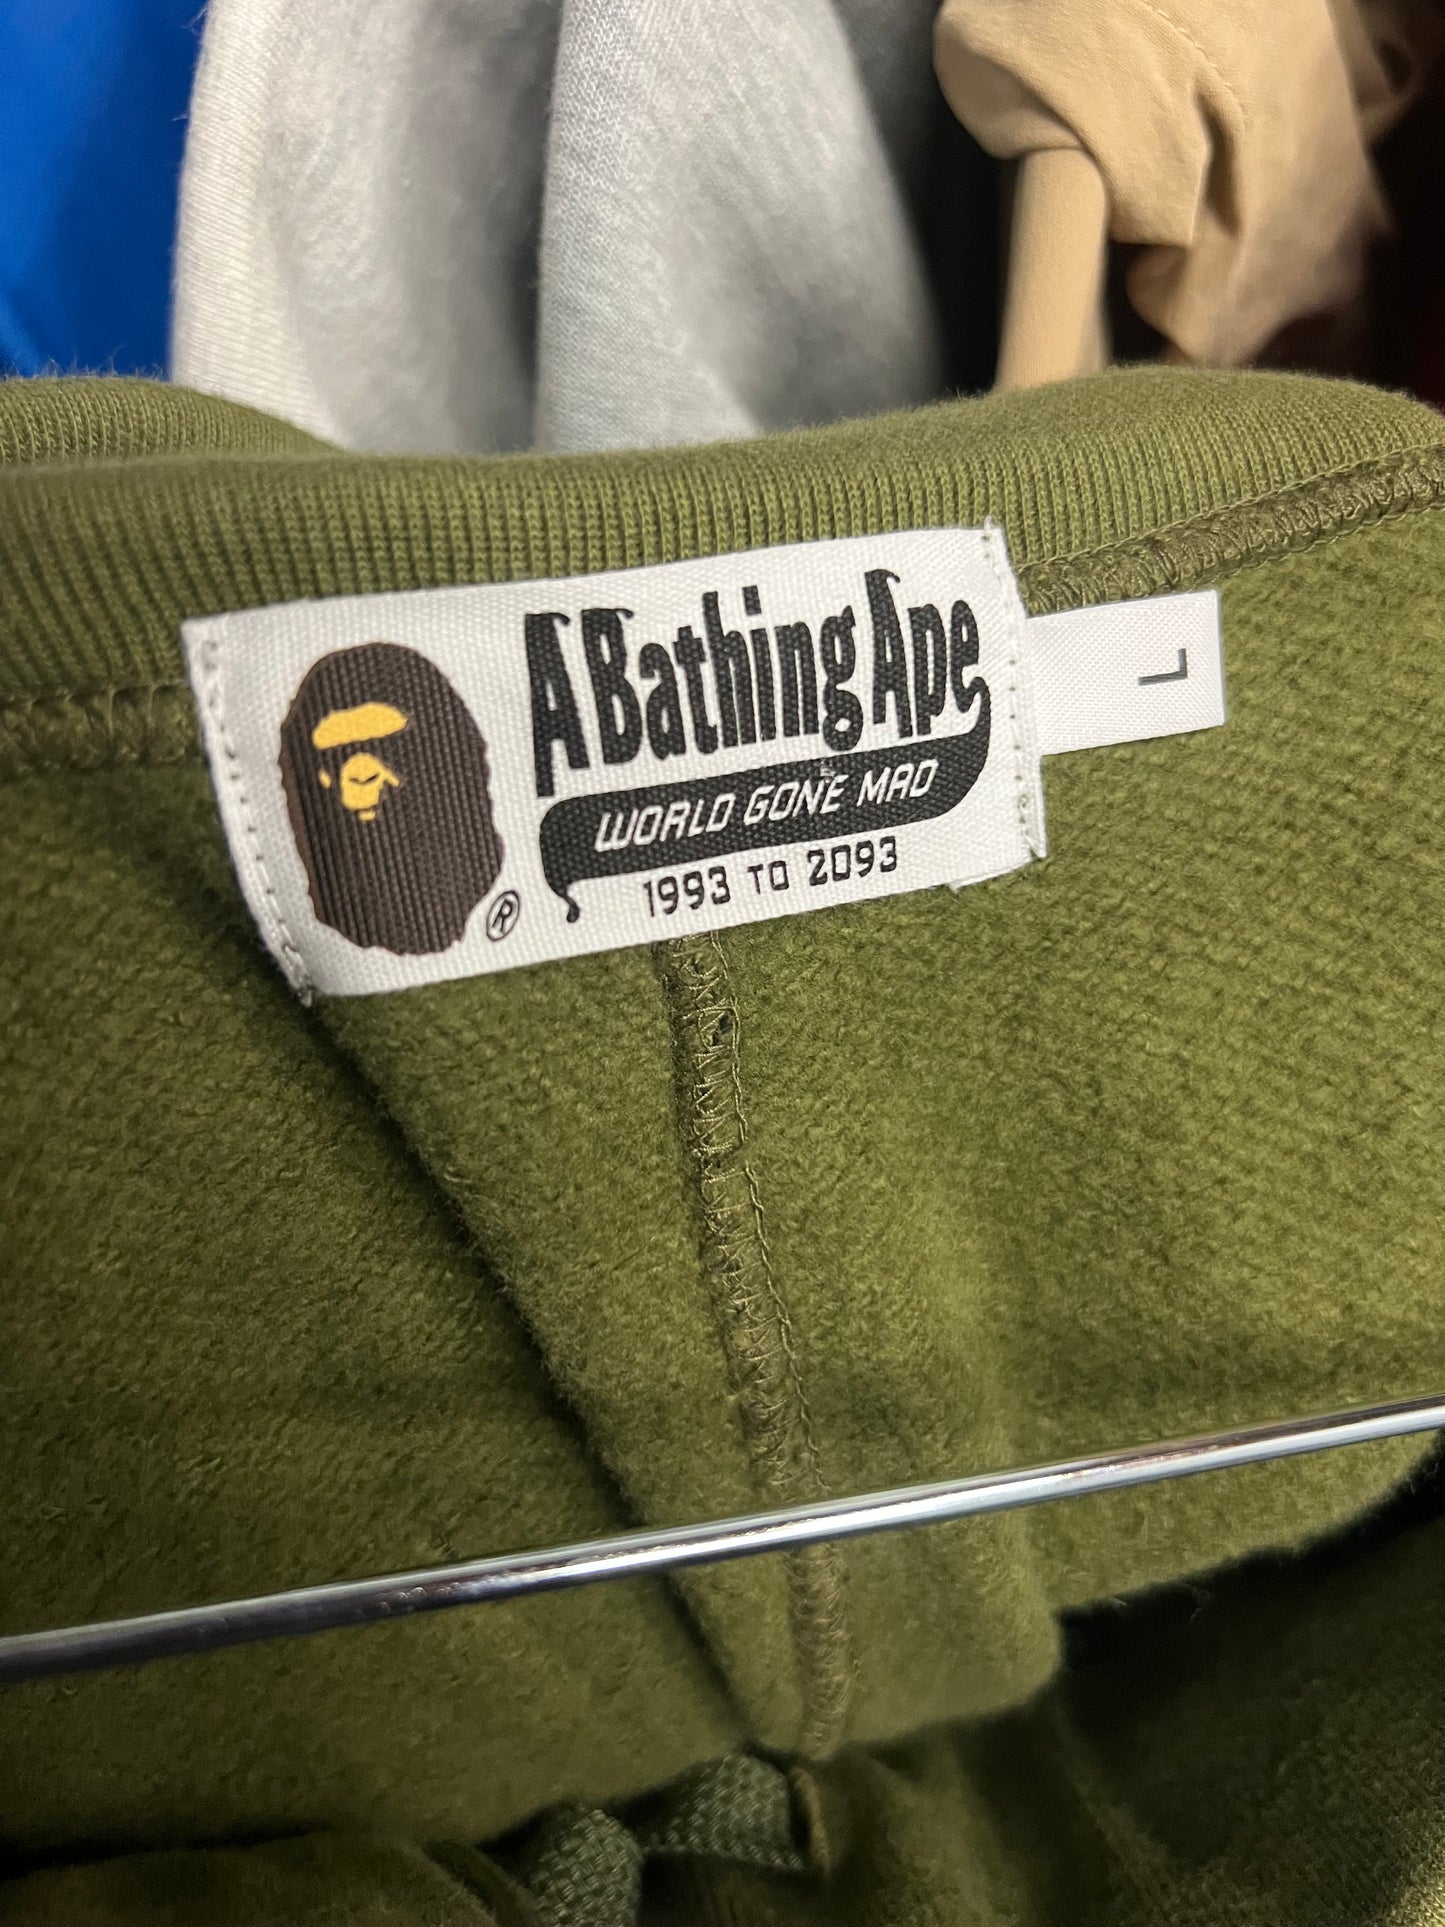 A Bathing Ape
WORLD GONE MAD
1993 TO 2093
®
L